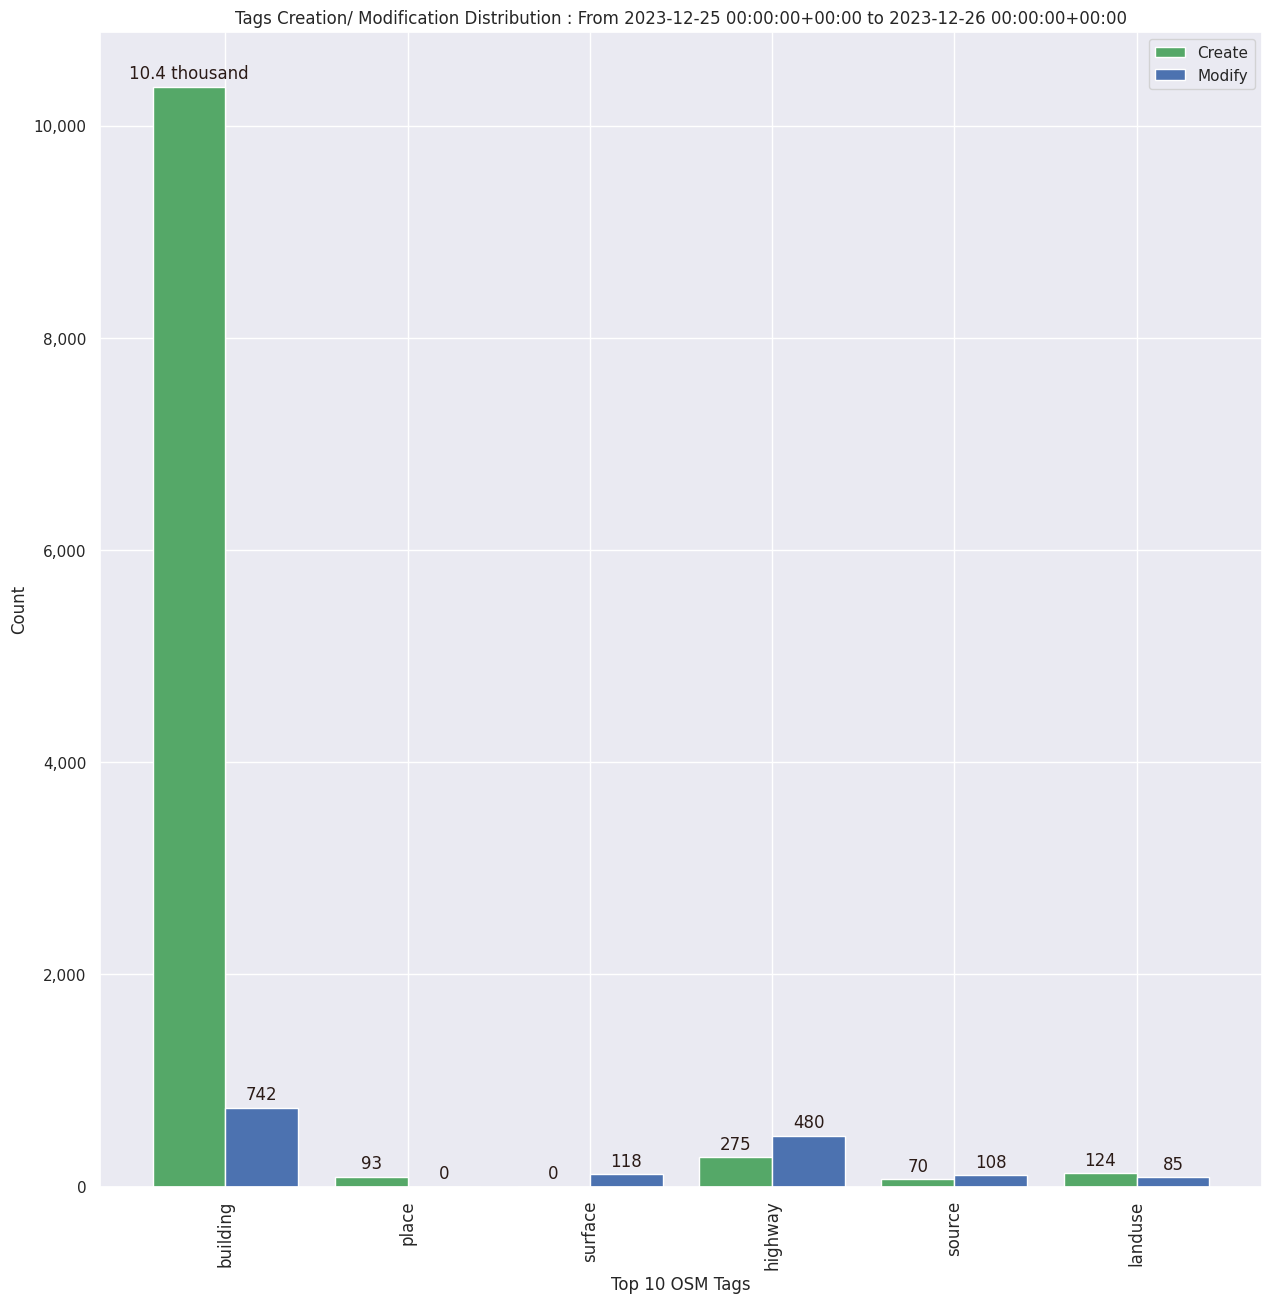 Tags Creation/ Modification Distribution : From 2023-12-25 00:00:00+00:00 to 2023-12-26 00:00:00+00:00
Create
Modify
10.4 thousand
10,000
8,000
6,000
4,000
2,000
0
Count
742
93
0
0
118
275
480
70
108
124
85
building
place
surface
highway
source
landuse
Top 10 OSM Tags